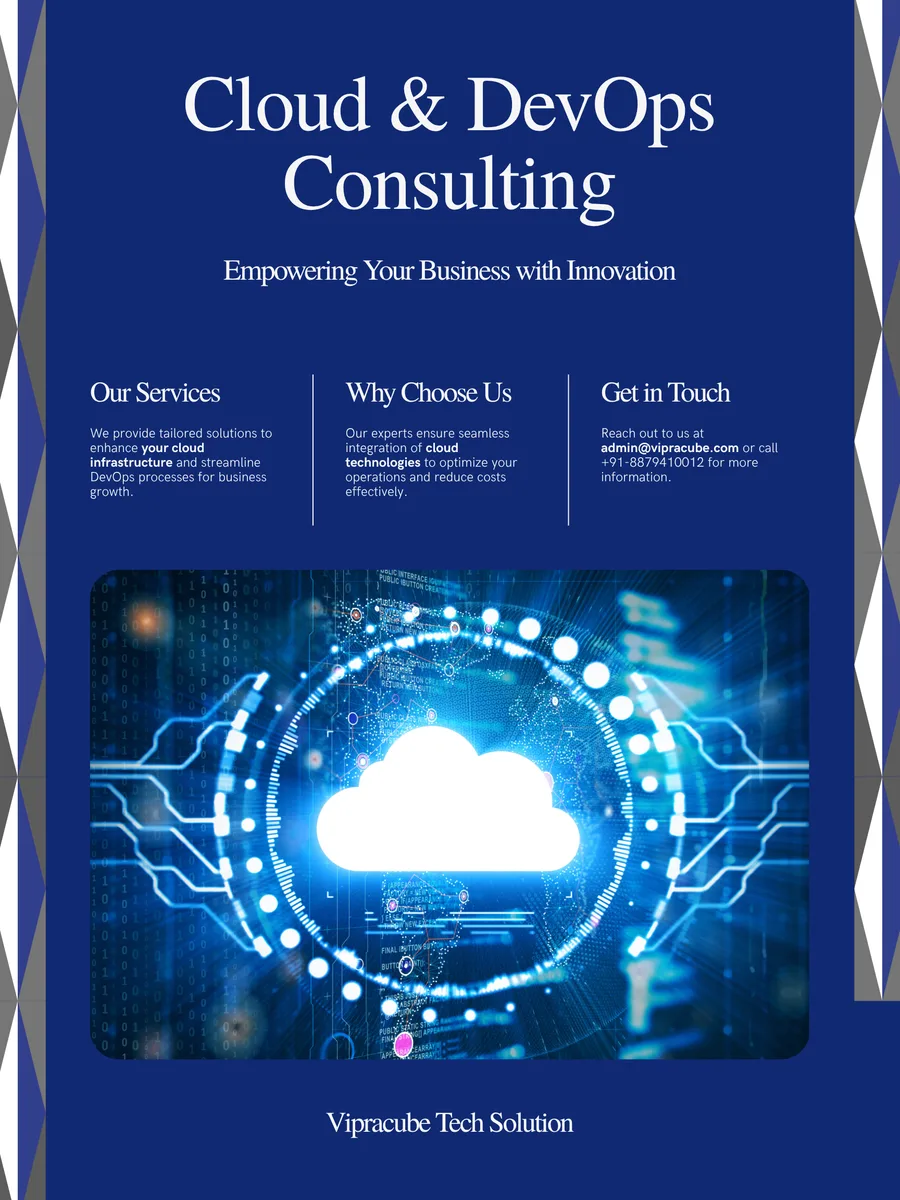 Cloud & DevOps
Consulting
Empowering Your Business with Innovation
Our Services
We provide tailored solutions to
enhance your cloud
infrastructure and streamline
DevOps processes for business
growth.
Why Choose Us
Our experts ensure seamless
integration of cloud
technologies to optimize your
operations and reduce costs
effectively.
Get in Touch
Reach out to us at
admin@vipracube.com or call
+91-8879410012 for more
information.
Vipracube Tech Solution